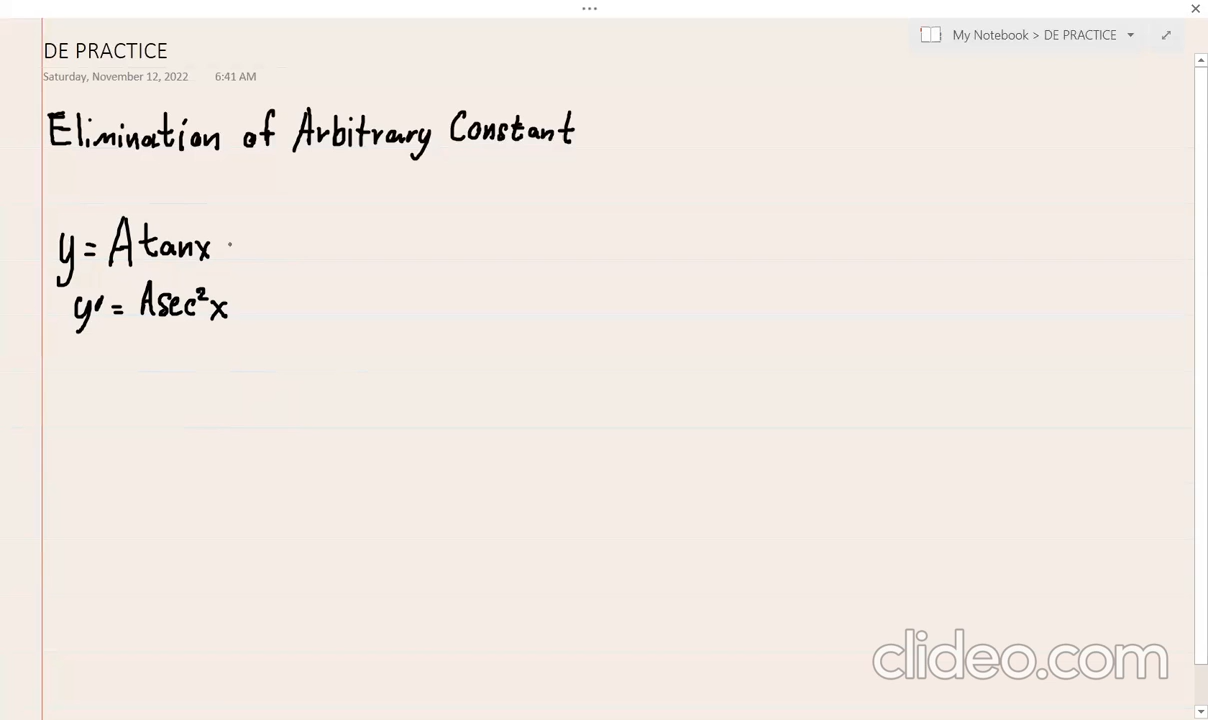 My Notebook > DE PRACTICE
DE PRACTICE
Saturday, November 12, 2022 6:41 AM
Elimination of Arbitrary Constant
y = A tanx
y' = Asec²x
clideo.com